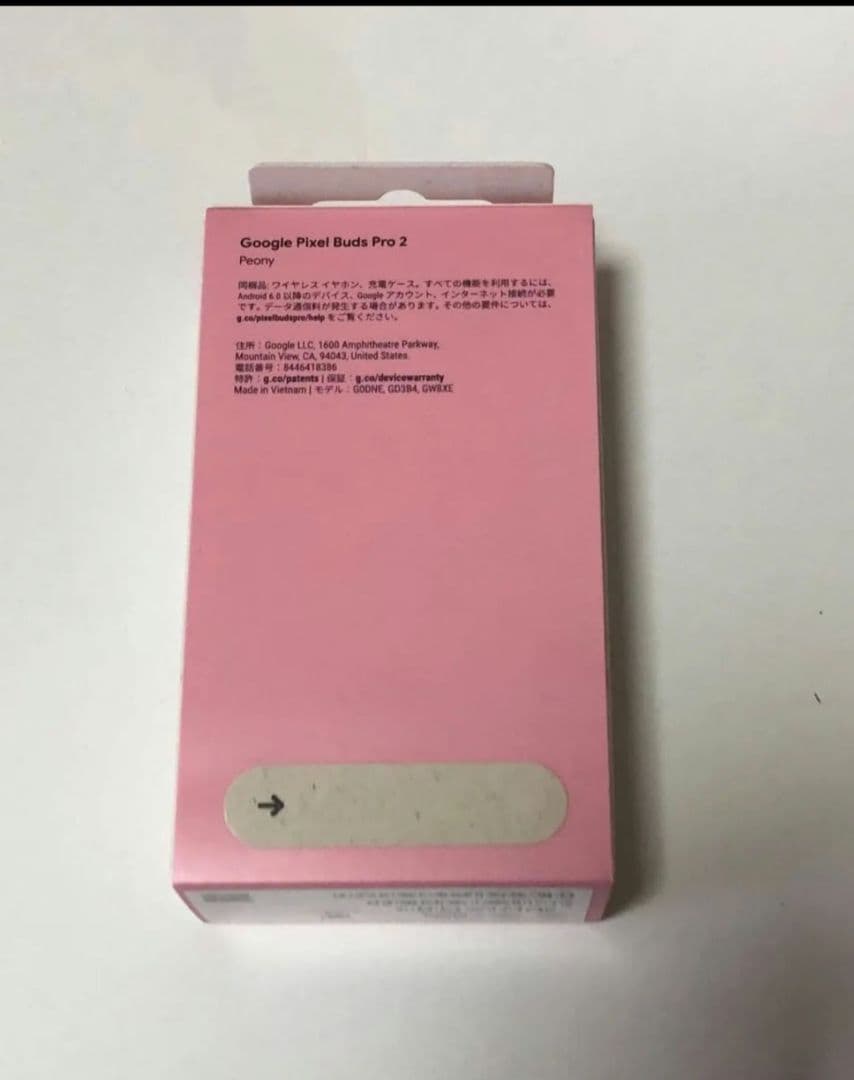 Google Pixel Buds Pro 2
Peony
同梱品: ワイヤレス イヤホン、充電ケース。すべての機能を利用するには、
Android 6.0 以降のデバイス、Google アカウント、インターネット接続が必要
です。データ通信料が発生する場合があります。その他の要件については、
g.co/pixelbudspro/help をご覧ください。
住所：Google LLC, 1600 Amphitheatre Parkway,
Mountain View, CA, 94043, United States.
電話番号：8446418386
特許：g.co/patents | 保証：g.co/devicewarranty
Made in Vietnam | モデル：G0DNE, GD3B4, GW8XE